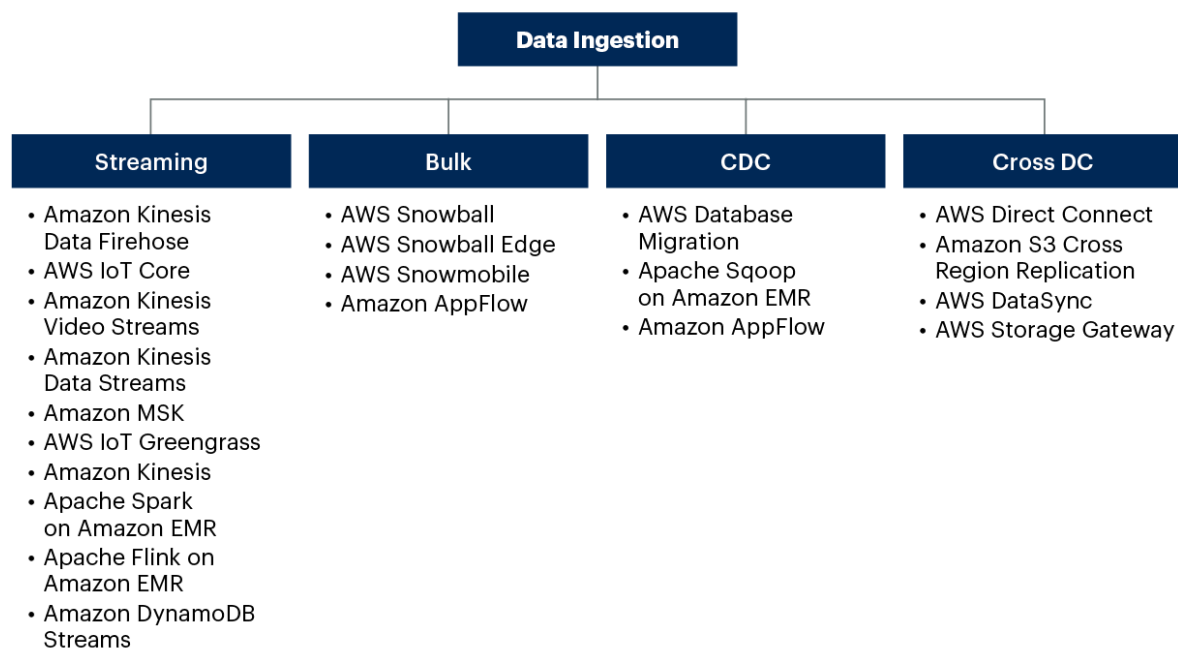 Data Ingestion
Streaming
• Amazon Kinesis
Data Firehose
• AWS IoT Core
• Amazon Kinesis
Video Streams
• Amazon Kinesis
Data Streams
• Amazon MSK
• AWS IoT Greengrass
• Amazon Kinesis
• Apache Spark
on Amazon EMR
• Apache Flink on
Amazon EMR
• Amazon DynamoDB
Streams
Bulk
• AWS Snowball
• AWS Snowball Edge
• AWS Snowmobile
• Amazon AppFlow
CDC
• AWS Database
Migration
• Apache Sqoop
on Amazon EMR
• Amazon AppFlow
Cross DC
• AWS Direct Connect
• Amazon S3 Cross
Region Replication
• AWS DataSync
• AWS Storage Gateway